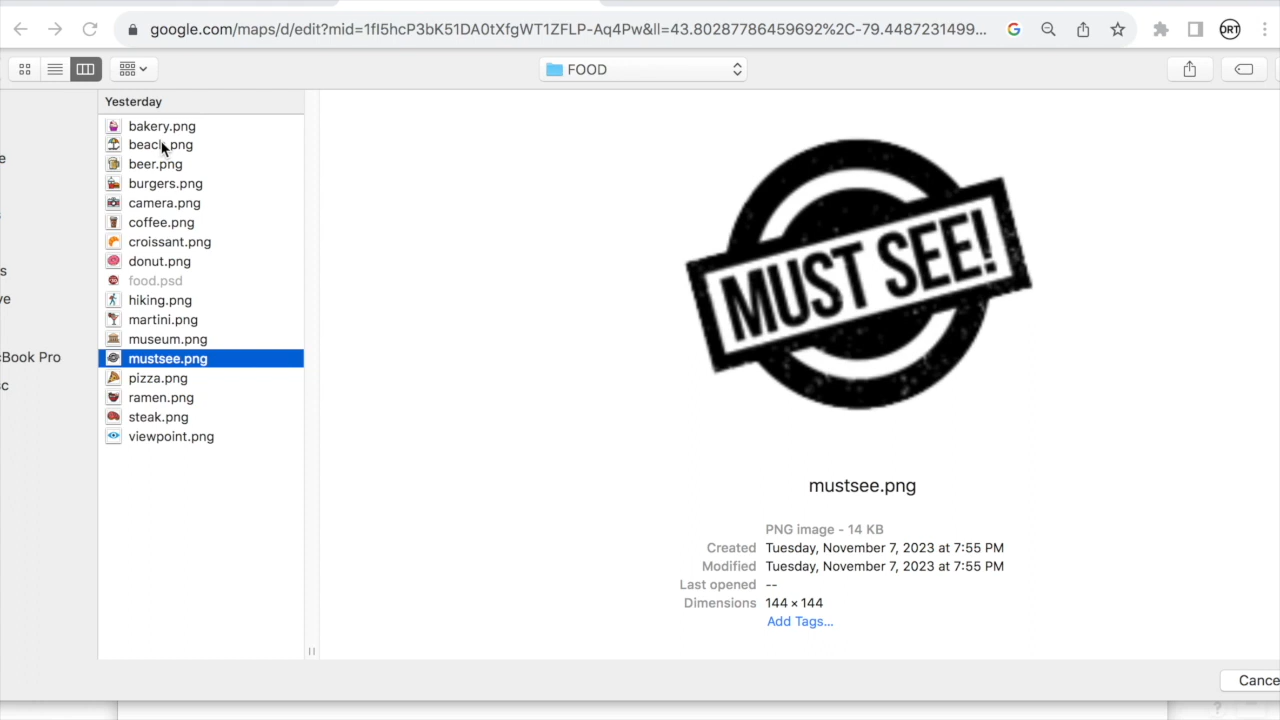 google.com/maps/d/edit?mid=1fI5hcP3bK51DA0tXfgWT1ZFLP-Aq4Pw&ll=43.80287786459692%2C-79.4487231499...
ORT
FOOD
Yesterday
bakery.png
beach.png
beer.png
burgers.png
camera.png
coffee.png
croissant.png
donut.png
food.psd
hiking.png
martini.png
museum.png
mustsee.png
pizza.png
ramen.png
steak.png
viewpoint.png
Book Pro
MUST SEE!
mustsee.png
PNG image - 14 KB
Created Tuesday, November 7, 2023 at 7:55 PM
Modified Tuesday, November 7, 2023 at 7:55 PM
Last opened --
Dimensions 144 × 144
Add Tags...
Cance